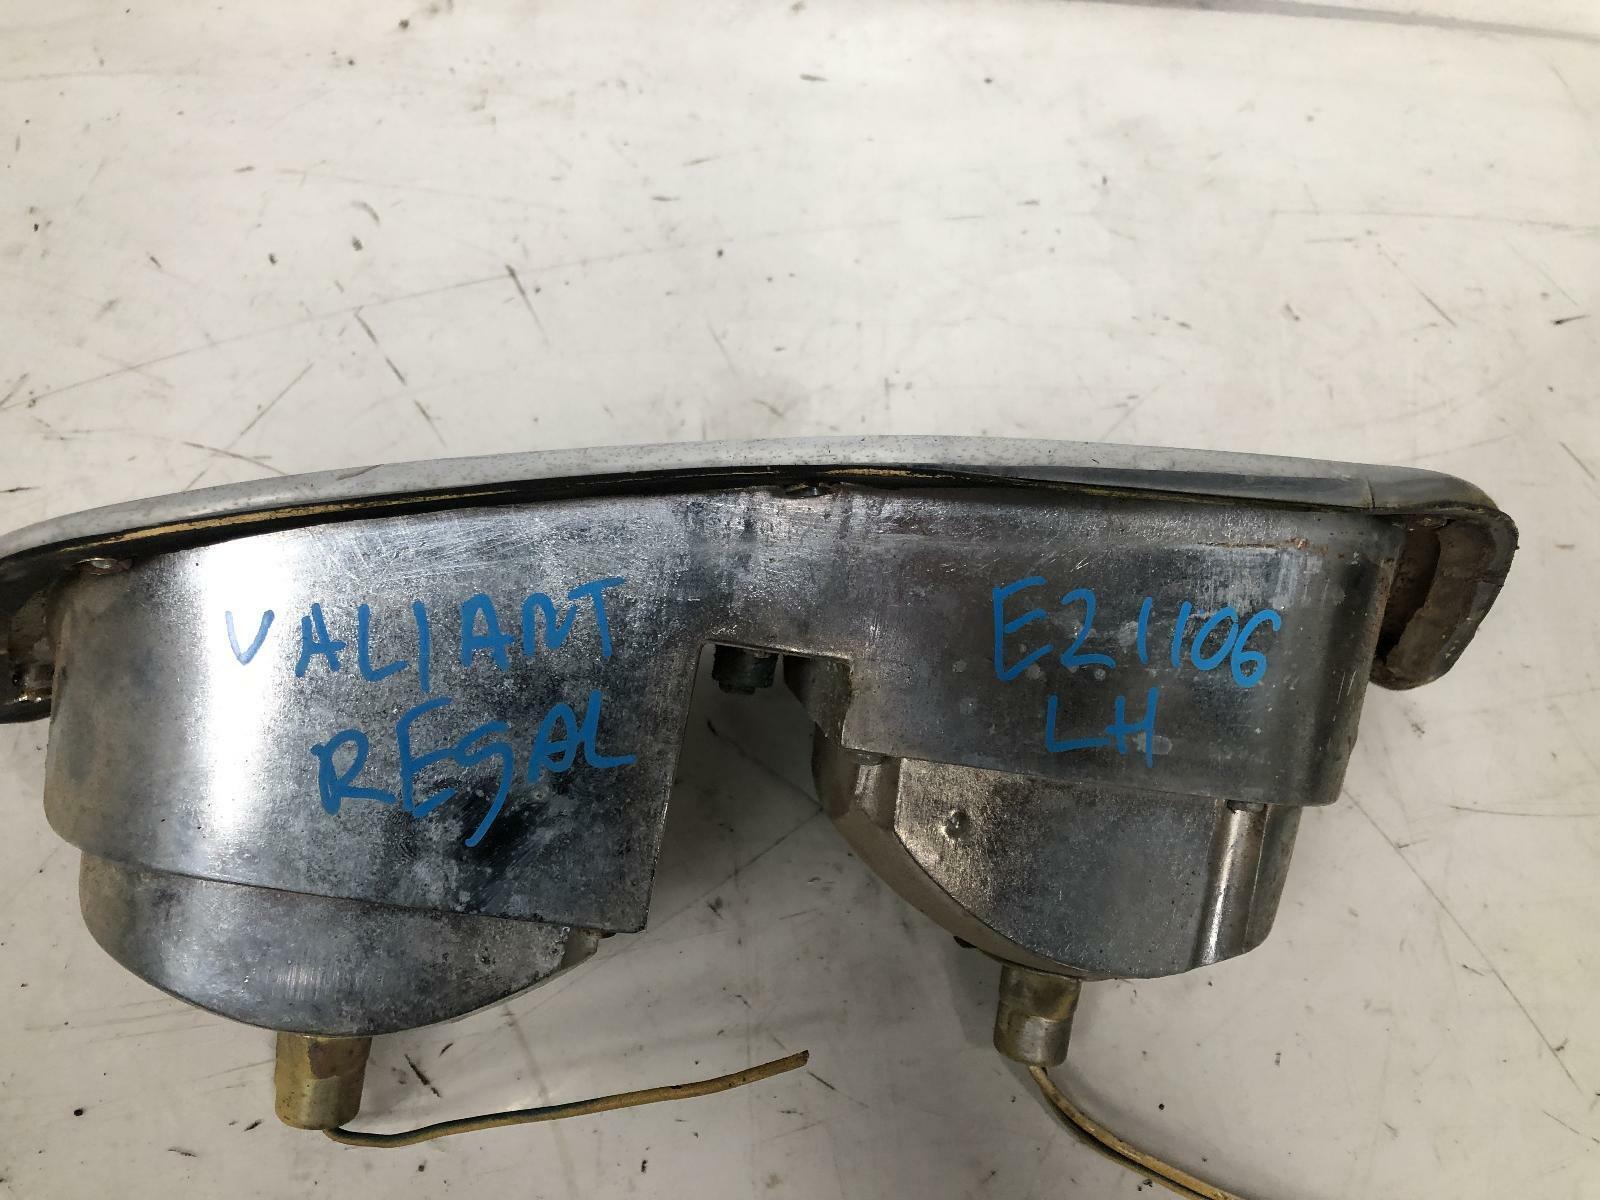 VALIANT
REGAL
E21106
LH